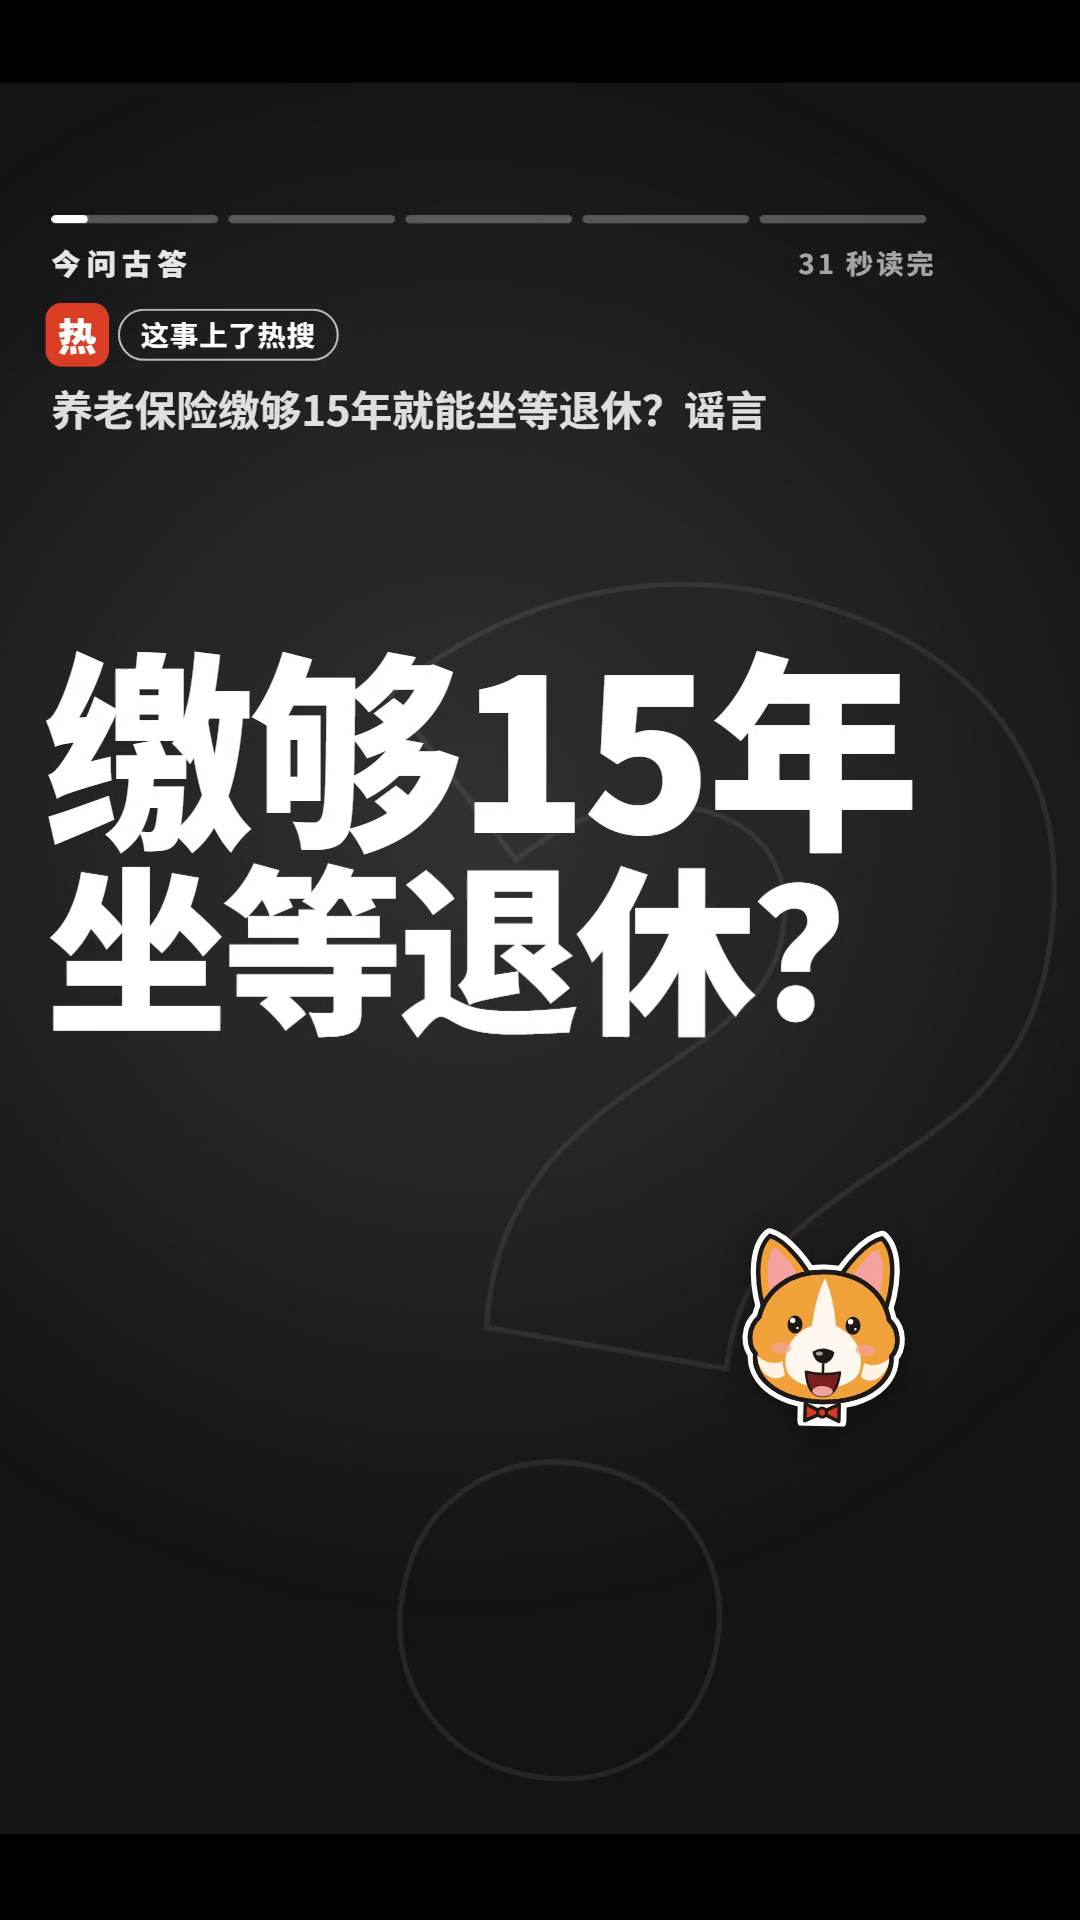 今问古答
31 秒读完
热
这事上了热搜
养老保险缴够15年就能坐等退休？谣言
缴够15年
坐等退休？